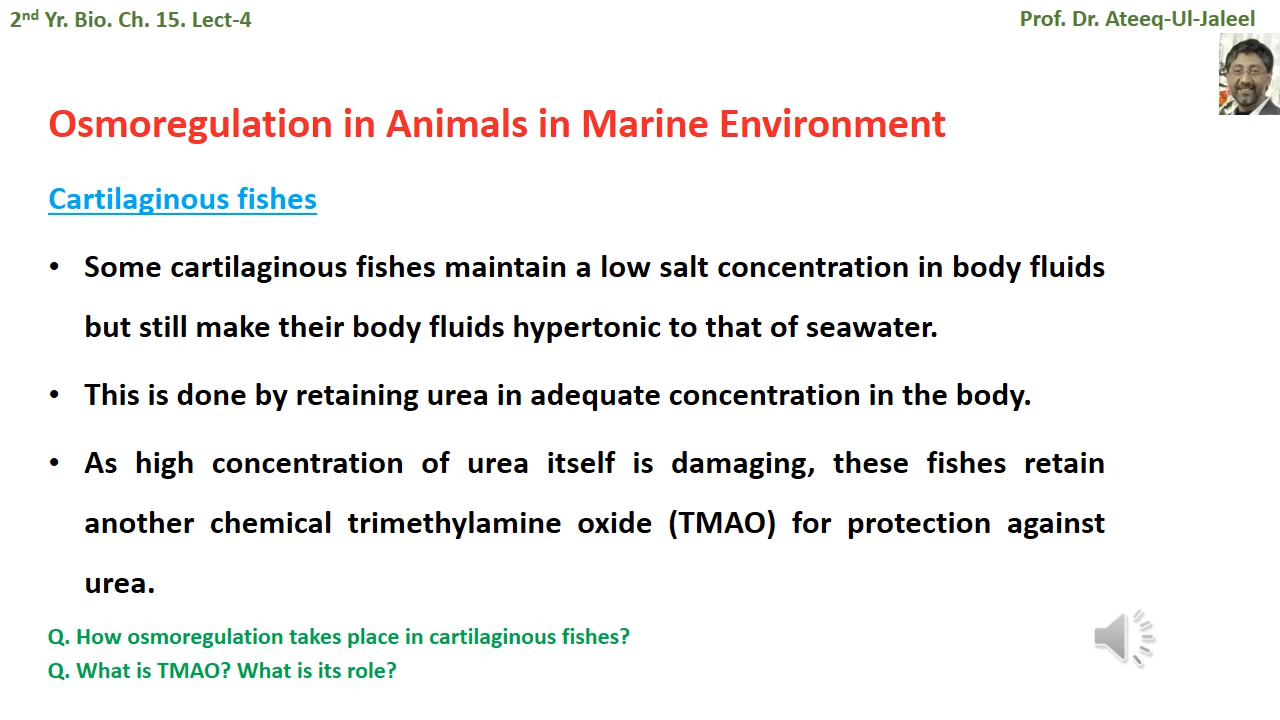 2nd Yr. Bio. Ch. 15. Lect-4
Prof. Dr. Ateeq-Ul-Jaleel
Osmoregulation in Animals in Marine Environment
Cartilaginous fishes
• Some cartilaginous fishes maintain a low salt concentration in body fluids
but still make their body fluids hypertonic to that of seawater.
• This is done by retaining urea in adequate concentration in the body.
• As high concentration of urea itself is damaging, these fishes retain
another chemical trimethylamine oxide (TMAO) for protection against
urea.
Q. How osmoregulation takes place in cartilaginous fishes?
Q. What is TMAO? What is its role?